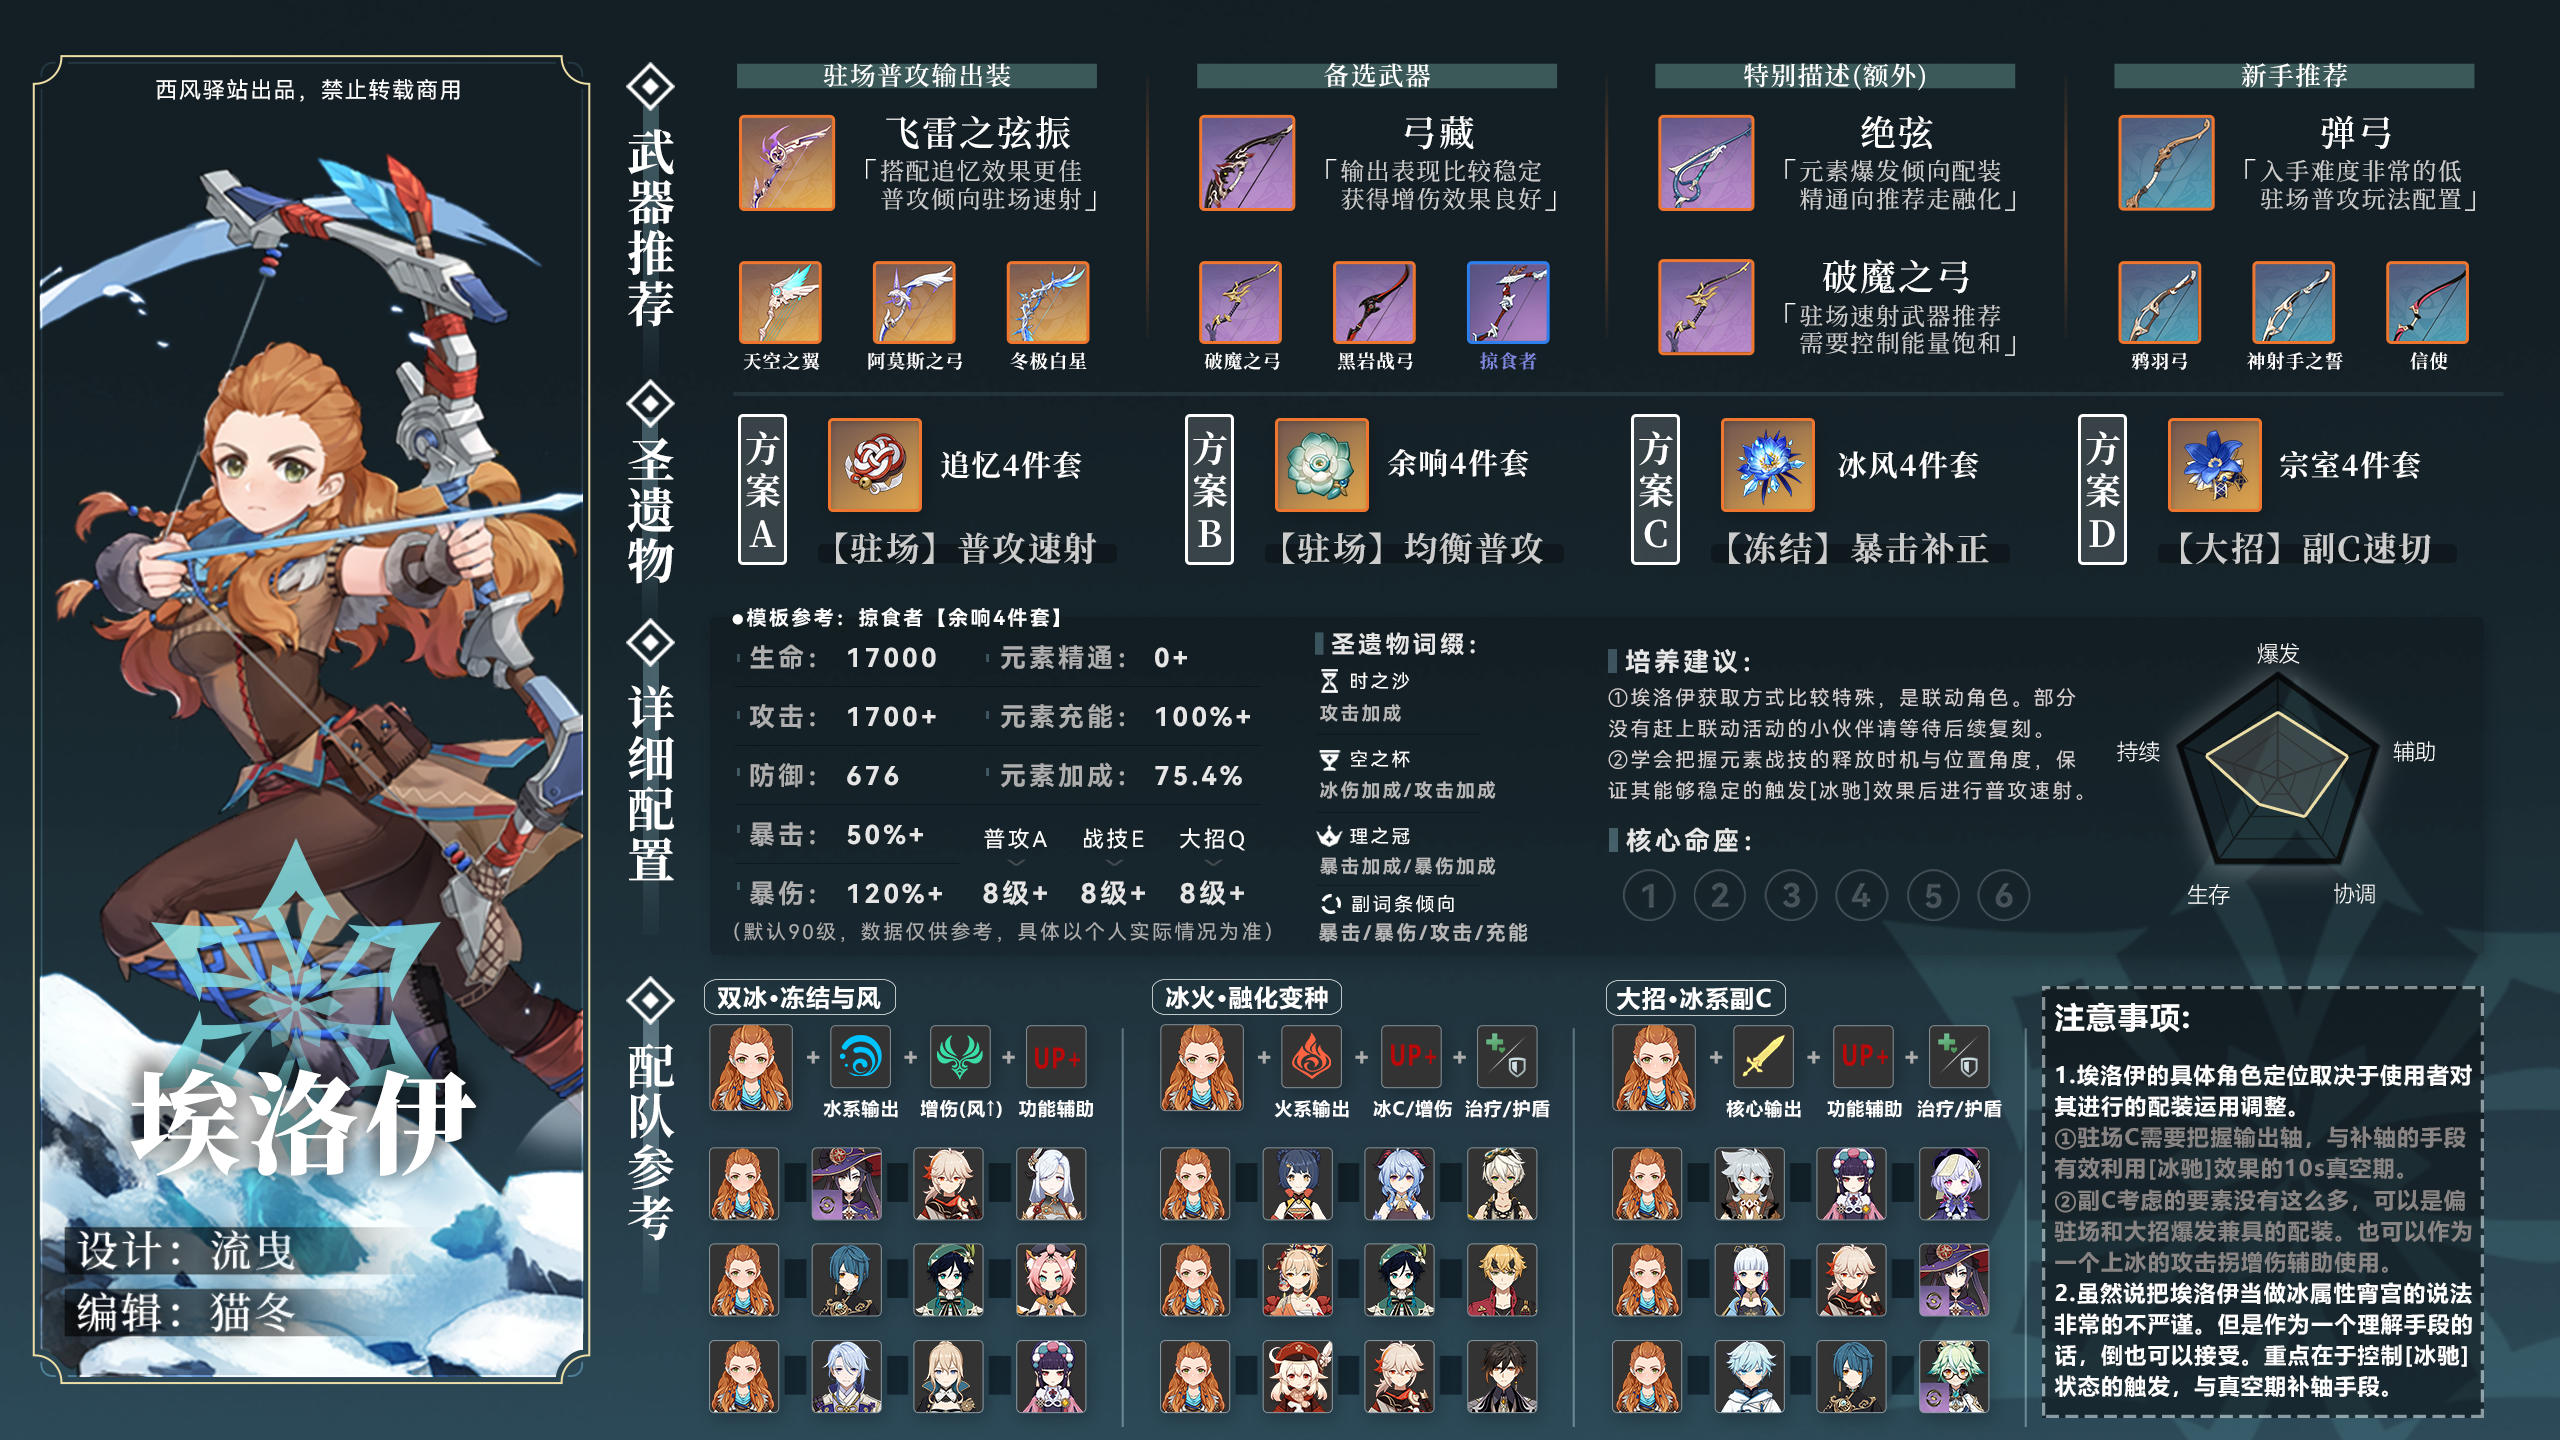 西风驿站出品，禁止转载商用
埃洛伊
设计：流曳
编辑：猫冬
武器推荐
驻场普攻输出装
飞雷之弦振
「搭配追忆效果更佳
普攻倾向驻场速射」
天空之翼
阿莫斯之弓
冬极白星
备选武器
弓藏
「输出表现比较稳定
获得增伤效果良好」
破魔之弓
黑岩战弓
掠食者
特别描述(额外)
绝弦
「元素爆发倾向配装
精通向推荐走融化」
破魔之弓
「驻场速射武器推荐
需要控制能量饱和」
新手推荐
弹弓
「入手难度非常的低
驻场普攻玩法配置」
鸦羽弓
神射手之誓
信使
圣遗物
方案A
追忆4件套
【驻场】普攻速射
方案B
余响4件套
【驻场】均衡普攻
方案C
冰风4件套
【冻结】暴击补正
方案D
宗室4件套
【大招】副C速切
详细配置
●模板参考：掠食者【余响4件套】
生命：17000
元素精通：0+
攻击：1700+
元素充能：100%+
防御：676
元素加成：75.4%
暴击：50%+
普攻A 战技E 大招Q
暴伤：120%+
8级+ 8级+ 8级+
(默认90级，数据仅供参考，具体以个人实际情况为准)
圣遗物词缀：
时之沙
攻击加成
空之杯
冰伤加成/攻击加成
理之冠
暴击加成/暴伤加成
副词条倾向
暴击/暴伤/攻击/充能
培养建议：
①埃洛伊获取方式比较特殊，是联动角色。部分
没有赶上联动活动的小伙伴请等待后续复刻。
②学会把握元素战技的释放时机与位置角度，保
证其能够稳定的触发[冰驰]效果后进行普攻速射。
核心命座：
1 2 3 4 5 6
爆发
辅助
协调
生存
持续
配队参考
双冰•冻结与风
+ + + UP+
水系输出 增伤(风↑) 功能辅助
冰火•融化变种
+ + UP+ +
火系输出 冰C/增伤 治疗/护盾
大招•冰系副C
+ + UP+ +
核心输出 功能辅助 治疗/护盾
注意事项:
1.埃洛伊的具体角色定位取决于使用者对
其进行的配装运用调整。
①驻场C需要把握输出轴，与补轴的手段
有效利用[冰驰]效果的10s真空期。
②副C考虑的要素没有这么多，可以是偏
驻场和大招爆发兼具的配装。也可以作为
一个上冰的攻击拐增伤辅助使用。
2.虽然说把埃洛伊当做冰属性宵宫的说法
非常的不严谨。但是作为一个理解手段的
话，倒也可以接受。重点在于控制[冰驰]
状态的触发，与真空期补轴手段。